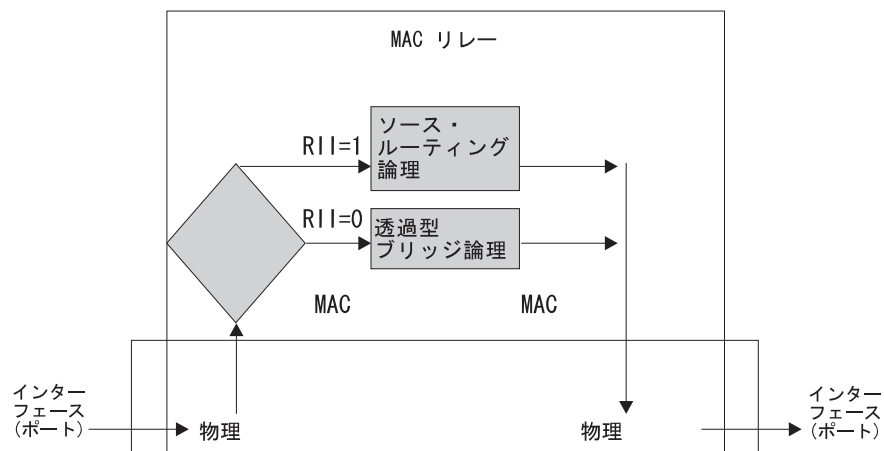 MAC リレー
RII=1
ソース・
ルーティング
論理
RII=0
透過型
ブリッジ論理
MAC
MAC
インター
フェース
(ポート)
物理
物理
インター
フェース
(ポート)